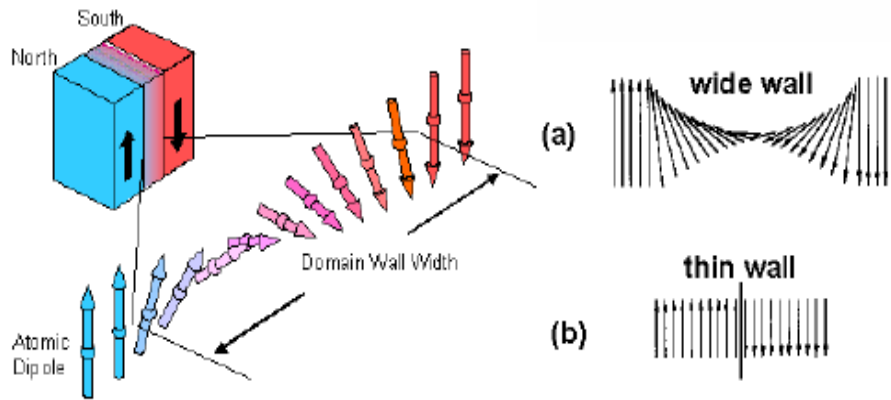 South
North
Atomic
Dipole
Domain Wall Width
(a)
wide wall
(b)
thin wall